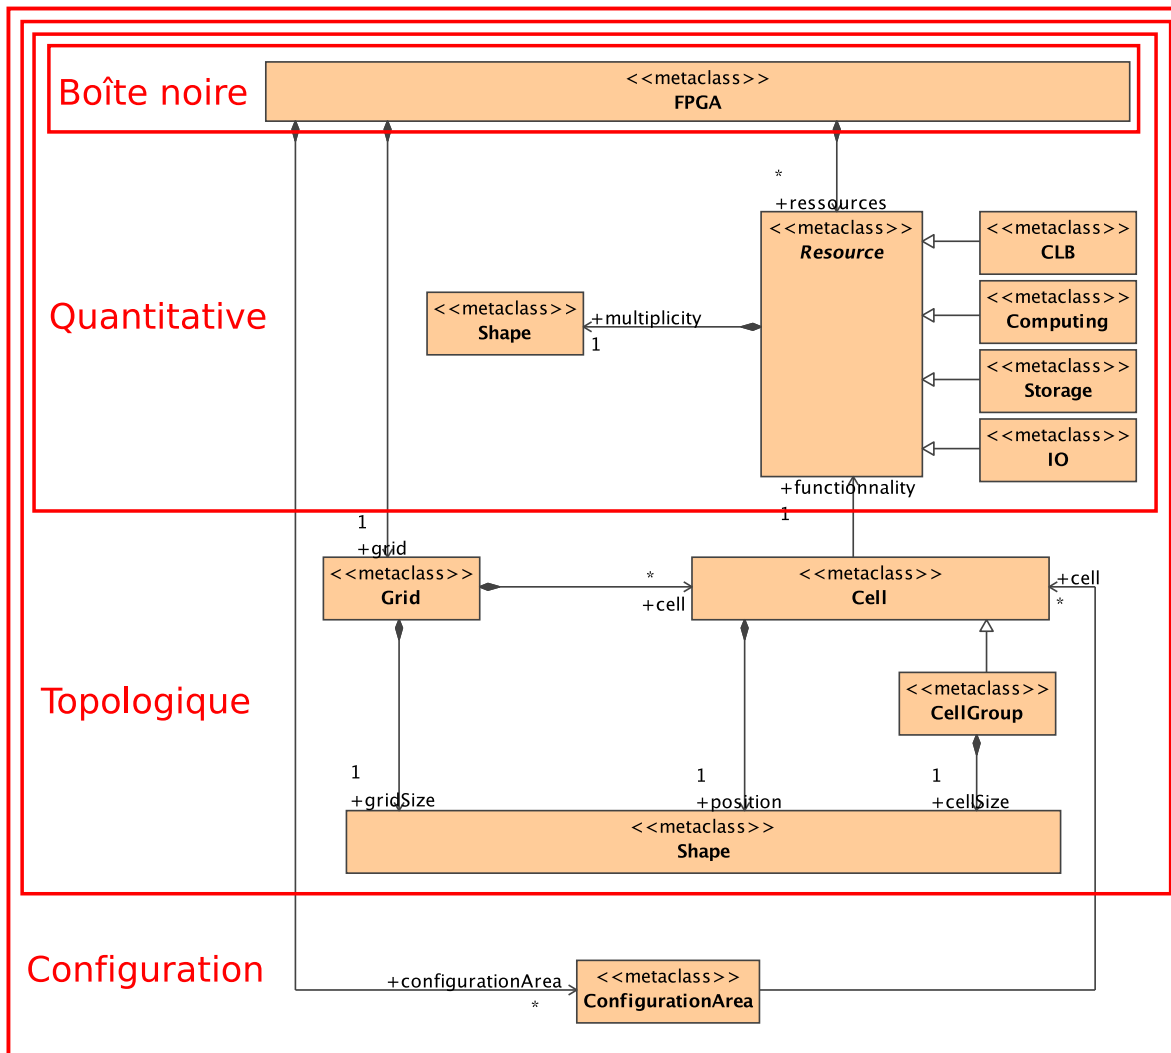 Boîte noire
<<metaclass>>
FPGA
*
+ressources
<<metaclass>>
Resource
<<metaclass>>
CLB
Quantitative
<<metaclass>>
Shape
+multiplicity
1
<<metaclass>>
Computing
<<metaclass>>
Storage
<<metaclass>>
IO
+functionnality
1
1
+grid
<<metaclass>>
Grid
*
+cell
<<metaclass>>
Cell
+cell
*
Topologique
<<metaclass>>
CellGroup
1
+gridSize
1
+position
1
+cellSize
<<metaclass>>
Shape
Configuration
+configurationArea
*
<<metaclass>>
ConfigurationArea